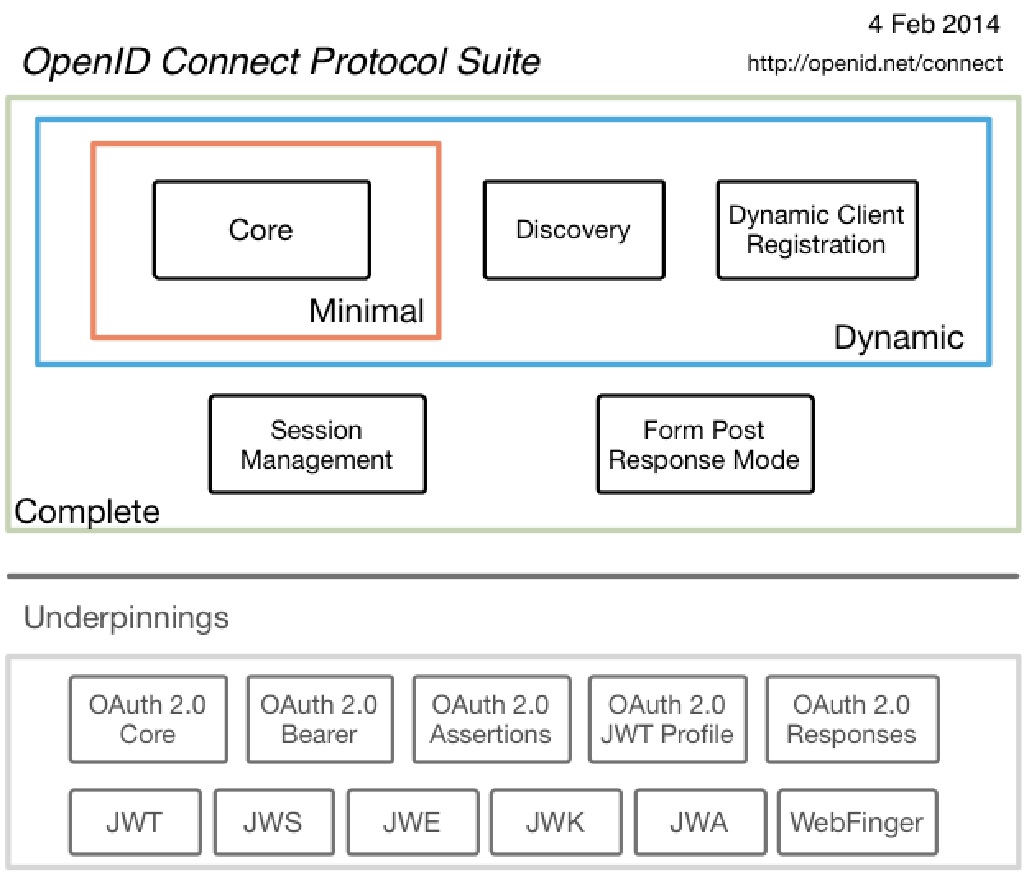 4 Feb 2014
OpenID Connect Protocol Suite
http://openid.net/connect
Core
Discovery
Dynamic Client
Registration
Minimal
Dynamic
Session
Management
Form Post
Response Mode
Complete
Underpinnings
OAuth 2.0
Core
OAuth 2.0
Bearer
OAuth 2.0
Assertions
OAuth 2.0
JWT Profile
OAuth 2.0
Responses
JWT
JWS
JWE
JWK
JWA
WebFinger